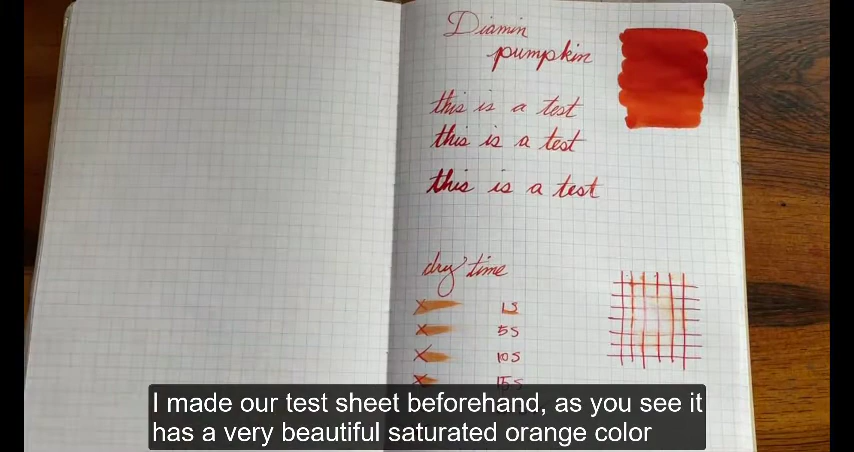 Diamin
pumpkin
this is a test
this is a test
this is a test
dry time
x 1s
x 5s
x 10s
x 15s
I made our test sheet beforehand, as you see it
has a very beautiful saturated orange color